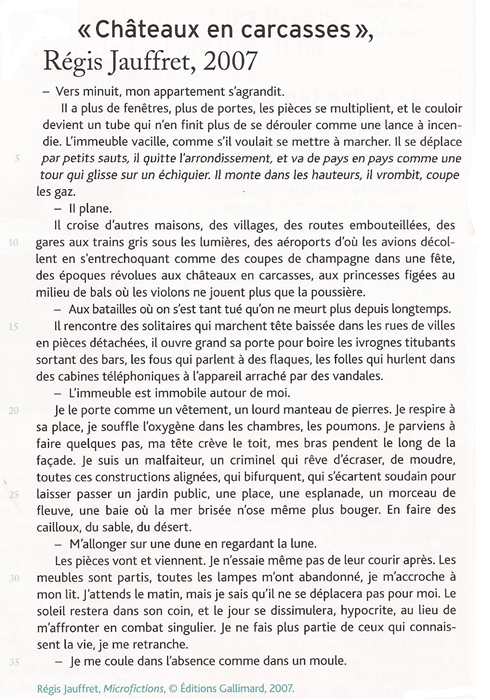 « Châteaux en carcasses »,
Régis Jauffret, 2007
– Vers minuit, mon appartement s'agrandit.
Il a plus de fenêtres, plus de portes, les pièces se multiplient, et le couloir
devient un tube qui n'en finit plus de se dérouler comme une lance à incen-
die. L'immeuble vacille, comme s'il voulait se mettre à marcher. Il se déplace
5 par petits sauts, il quitte l'arrondissement, et va de pays en pays comme une
tour qui glisse sur un échiquier. Il monte dans les hauteurs, il vrombit, coupe
les gaz.
– Il plane.
Il croise d'autres maisons, des villages, des routes embouteillées, des
10 gares aux trains gris sous les lumières, des aéroports d'où les avions décol-
lent en s'entrechoquant comme des coupes de champagne dans une fête,
des époques révolues aux châteaux en carcasses, aux princesses figées au
milieu de bals où les violons ne jouent plus que la poussière.
– Aux batailles où on s'est tant tué qu'on ne meurt plus depuis longtemps.
15 Il rencontre des solitaires qui marchent tête baissée dans les rues de villes
en pièces détachées, il ouvre grand sa porte pour boire les ivrognes titubants
sortant des bars, les fous qui parlent à des flaques, les folles qui hurlent dans
des cabines téléphoniques à l'appareil arraché par des vandales.
– L'immeuble est immobile autour de moi.
20 Je le porte comme un vêtement, un lourd manteau de pierres. Je respire à
sa place, je souffle l'oxygène dans les chambres, les poumons. Je parviens à
faire quelques pas, ma tête crève le toit, mes bras pendent le long de la
façade. Je suis un malfaiteur, un criminel qui rêve d'écraser, de moudre,
toutes ces constructions alignées, qui bifurquent, qui s'écartent soudain pour
25 laisser passer un jardin public, une place, une esplanade, un morceau de
fleuve, une baie où la mer brisée n'ose même plus bouger. En faire des
cailloux, du sable, du désert.
– M'allonger sur une dune en regardant la lune.
Les pièces vont et viennent. Je n'essaie même pas de leur courir après. Les
30 meubles sont partis, toutes les lampes m'ont abandonné, je m'accroche à
mon lit. J'attends le matin, mais je sais qu'il ne se déplacera pas pour moi. Le
soleil restera dans son coin, et le jour se dissimulera, hypocrite, au lieu de
m'affronter en combat singulier. Je ne fais plus partie de ceux qui connais-
sent la vie, je me retranche.
35 – Je me coule dans l'absence comme dans un moule.
Régis Jauffret, Microfictions, © Éditions Gallimard, 2007.